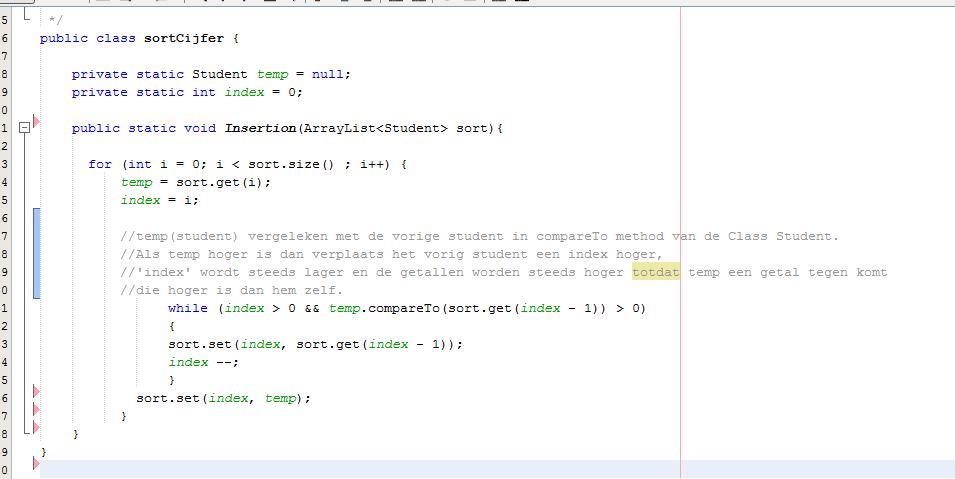 5 */
6 public class sortCijfer {
7
8 private static Student temp = null;
9 private static int index = 0;
0
1 public static void Insertion(ArrayList<Student> sort){
2
3 for (int i = 0; i < sort.size() ; i++) {
4 temp = sort.get(i);
5 index = i;
6
7 //temp(student) vergeleken met de vorige student in compareTo method van de Class Student.
8 //Als temp hoger is dan verplaats het vorig student een index hoger,
9 //'index' wordt steeds lager en de getallen worden steeds hoger totdat temp een getal tegen komt
0 //die hoger is dan hem zelf.
1 while (index > 0 && temp.compareTo(sort.get(index - 1)) > 0)
2 {
3 sort.set(index, sort.get(index - 1));
4 index --;
5 }
6 sort.set(index, temp);
7 }
8 }
9 }
0